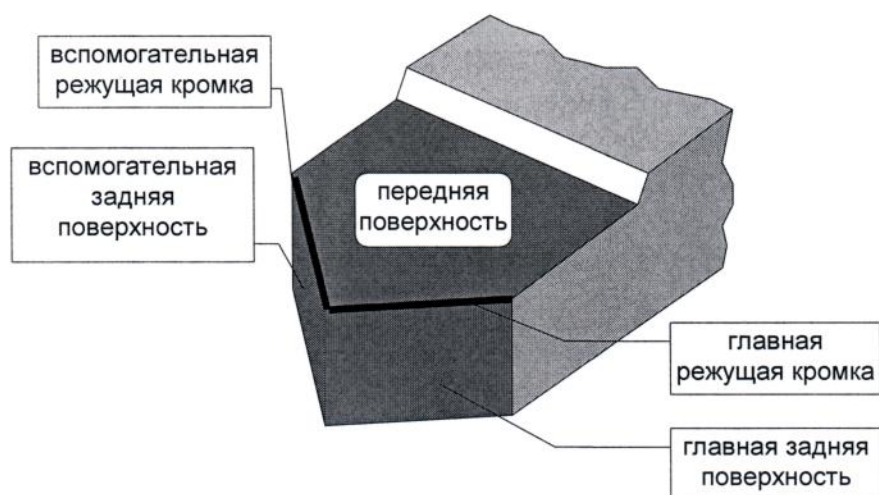 вспомогательная
режущая кромка
вспомогательная
задняя
поверхность
передняя
поверхность
главная
режущая кромка
главная задняя
поверхность